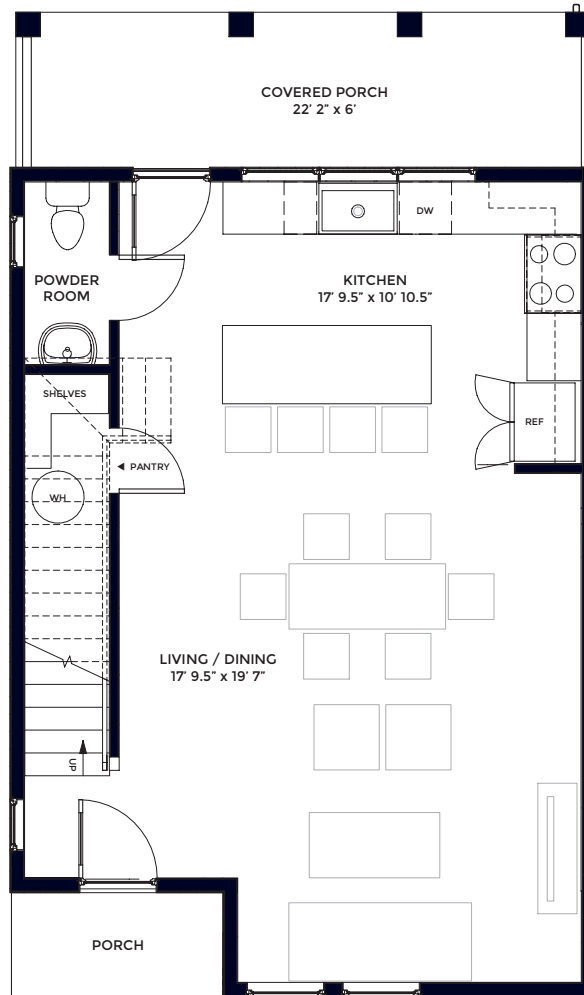 COVERED PORCH
22' 2" x 6'
DW
POWDER
ROOM
KITCHEN
17' 9.5" x 10' 10.5"
SHELVES
REF
◄ PANTRY
WH
LIVING / DINING
17' 9.5" x 19' 7"
UP
PORCH